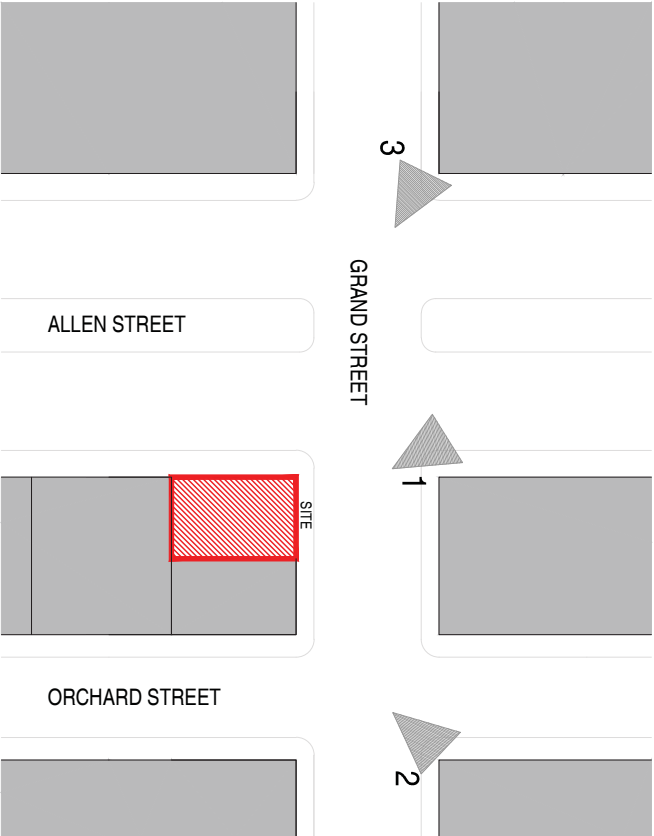 3
GRAND STREET
ALLEN STREET
1
SITE
ORCHARD STREET
2